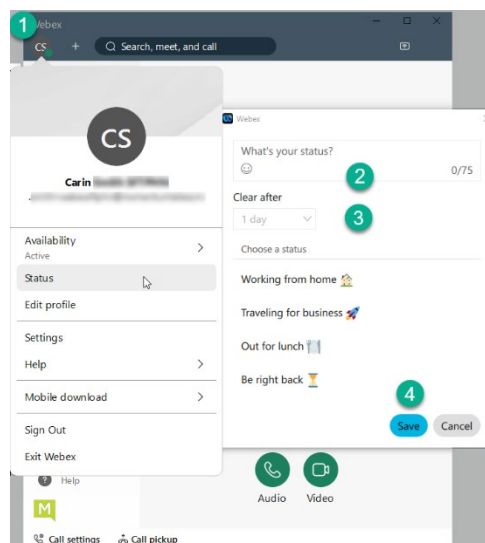 1
Webex
CS
+
Search, meet, and call
CS
Carin
Availability
Active
Status
Edit profile
Settings
Help
Mobile download
Sign Out
Exit Webex
Webex
What's your status?
2
0/75
Clear after
1 day
3
Choose a status
Working from home
Traveling for business
Out for lunch
Be right back
4
Save Cancel
Help
M
Audio Video
Call settings Call pickup